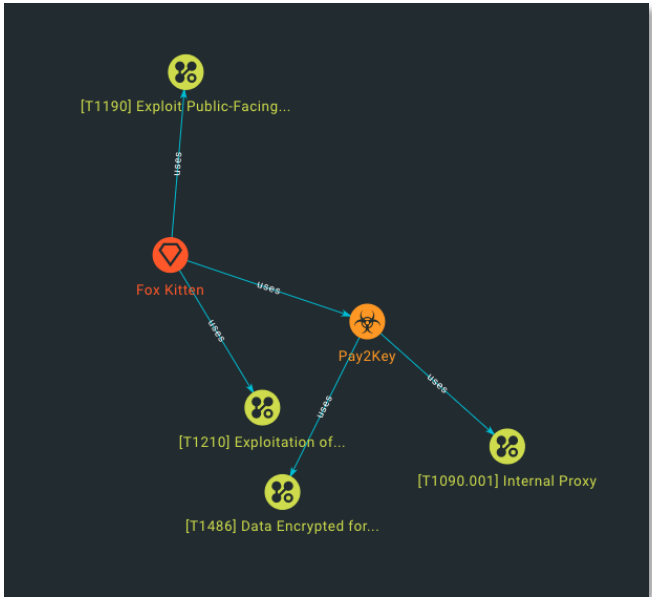 [T1190] Exploit Public-Facing...
uses
Fox Kitten
uses
uses
Pay2Key
uses
uses
[T1210] Exploitation of...
[T1090.001] Internal Proxy
[T1486] Data Encrypted for...